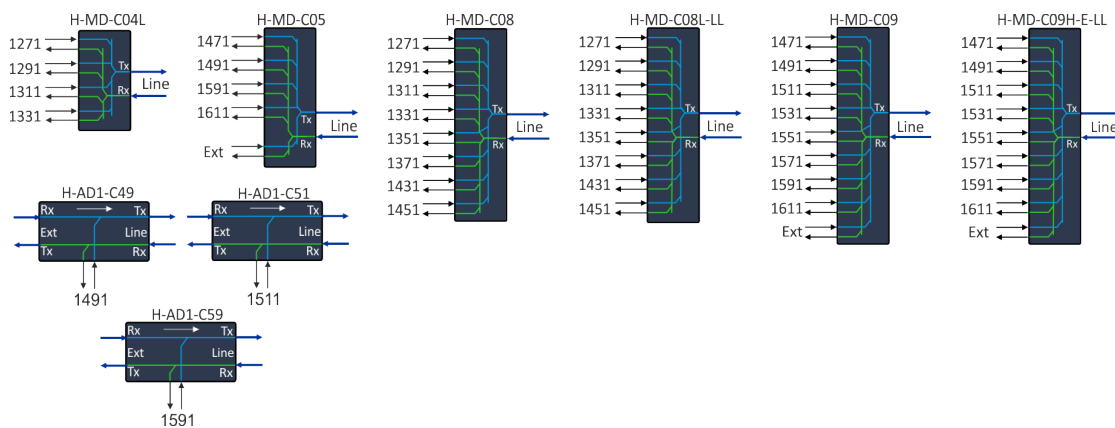 H-MD-C04L
1271
1291
1311
1331
Tx
Rx
Line
H-MD-C05
1471
1491
1591
1611
Ext
Tx
Rx
Line
H-MD-C08
1271
1291
1311
1331
1351
1371
1431
1451
Tx
Rx
Line
H-MD-C08L-LL
1271
1291
1311
1331
1351
1371
1431
1451
Tx
Rx
Line
H-MD-C09
1471
1491
1511
1531
1551
1571
1591
1611
Ext
Tx
Rx
Line
H-MD-C09H-E-LL
1471
1491
1511
1531
1551
1571
1591
1611
Ext
Tx
Rx
Line
H-AD1-C49
Rx Tx
Ext Line
Tx Rx
1491
H-AD1-C51
Rx Tx
Ext Line
Tx Rx
1511
H-AD1-C59
Rx Tx
Ext Line
Tx Rx
1591